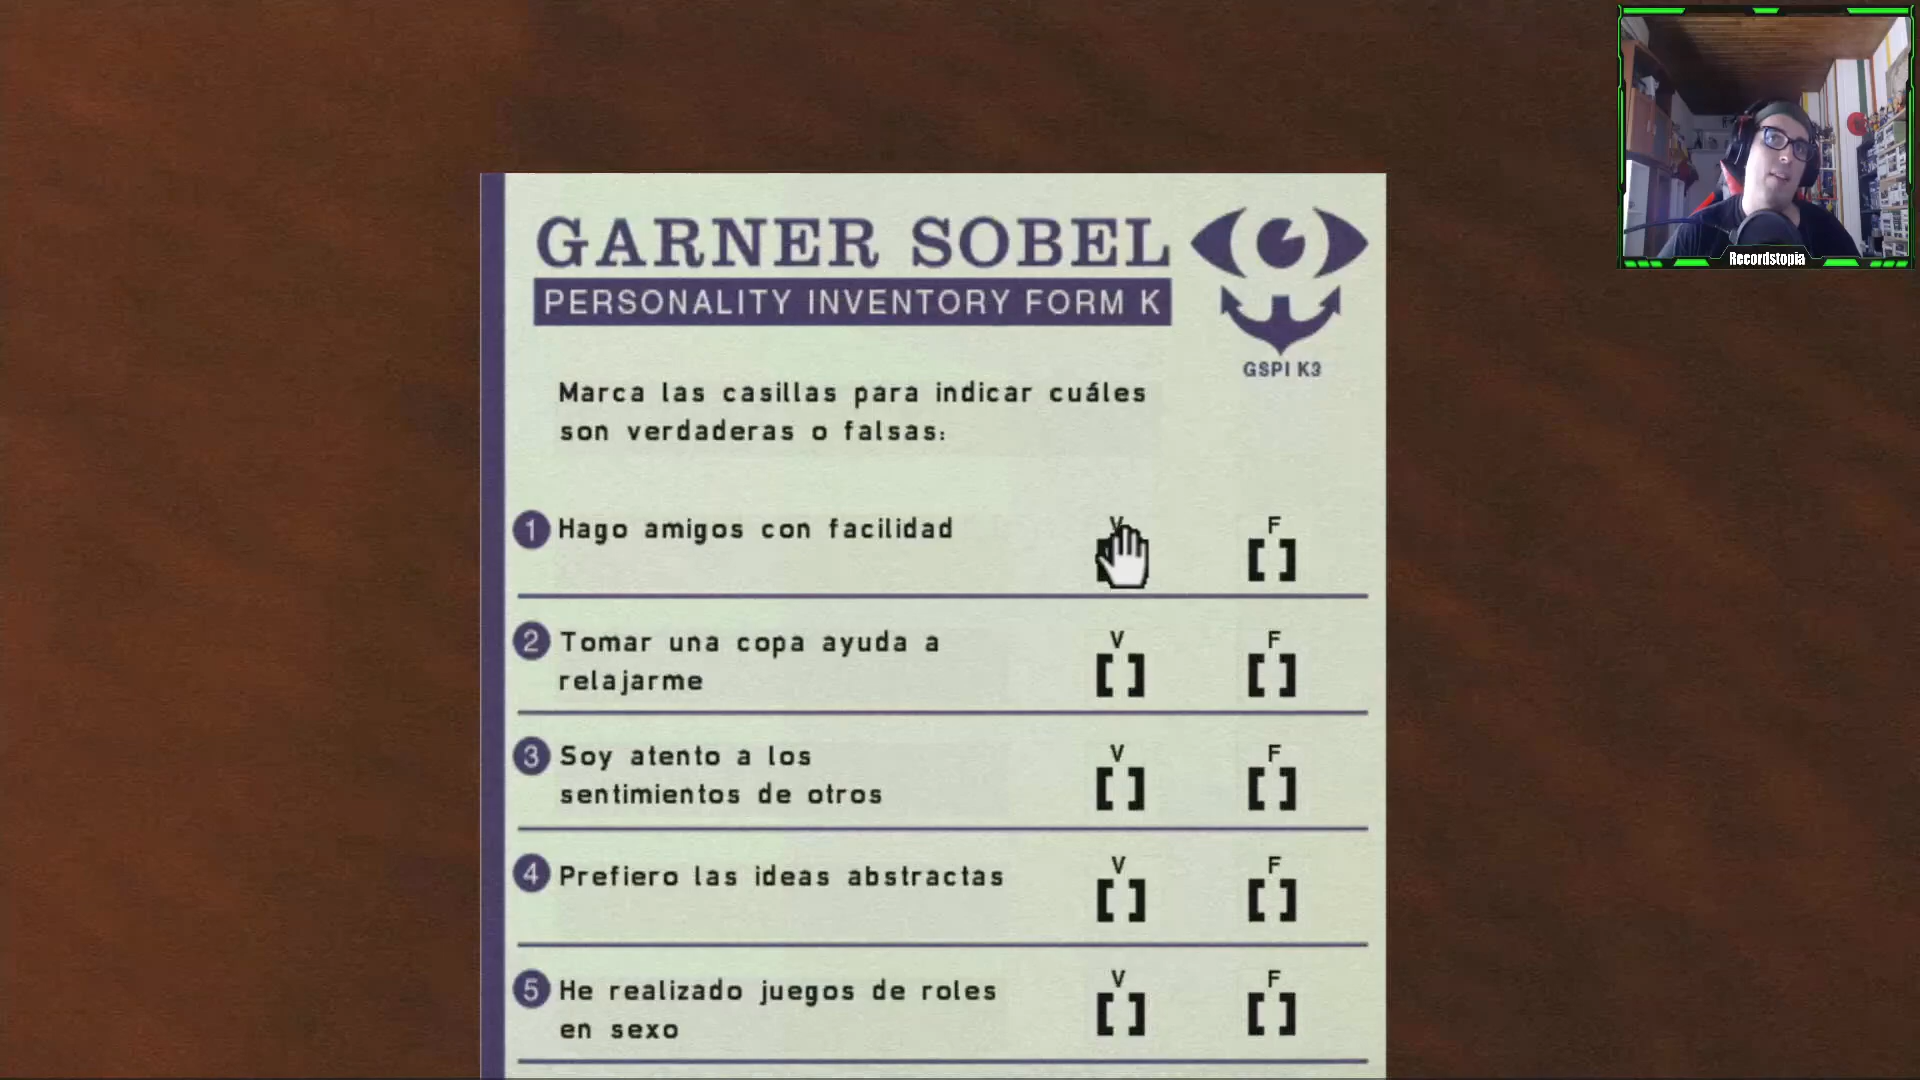 Recordstopia
GARNER SOBEL
PERSONALITY INVENTORY FORM K
GSPI K3
Marca las casillas para indicar cuáles
son verdaderas o falsas:
1 Hago amigos con facilidad
V F
[ ]
2 Tomar una copa ayuda a
relajarme
V F
[ ] [ ]
3 Soy atento a los
sentimientos de otros
V F
[ ] [ ]
4 Prefiero las ideas abstractas
V F
[ ] [ ]
5 He realizado juegos de roles
en sexo
V F
[ ] [ ]